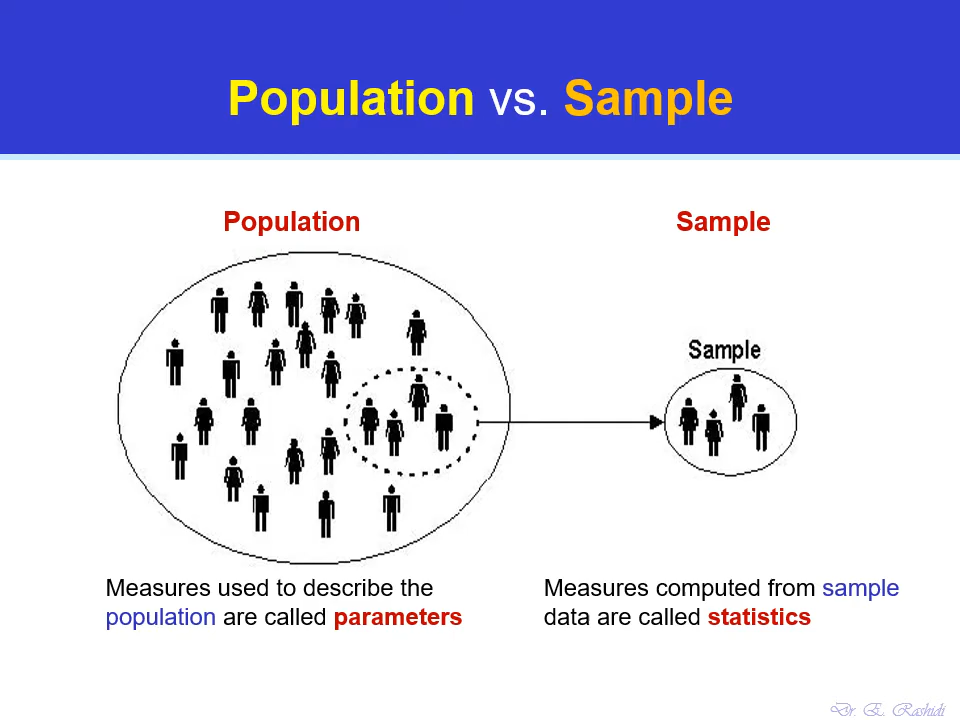 Population vs. Sample
Population
Sample
Sample
Measures used to describe the
population are called parameters
Measures computed from sample
data are called statistics
Dr. E. Rashidi